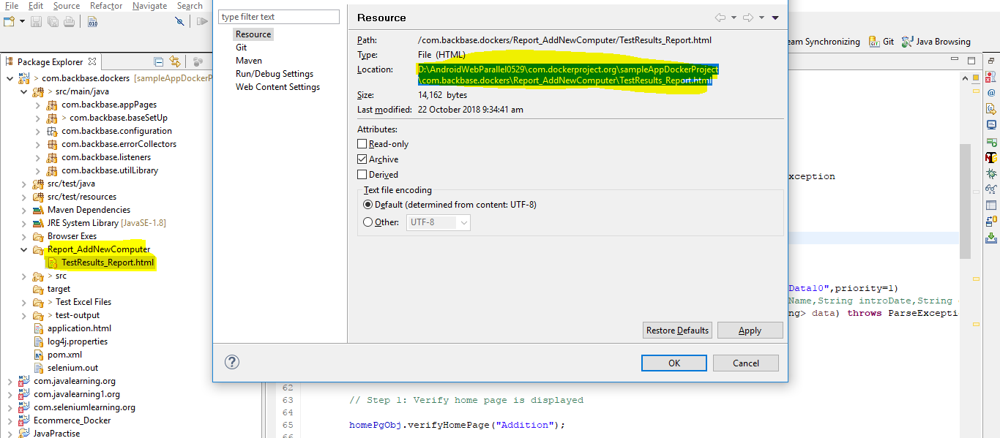 File Edit Source Refactor Navigate Search
type filter text
Resource
Git
Maven
Run/Debug Settings
Web Content Settings
Resource
Path: /com.backbase.dockers/Report_AddNewComputer/TestResults_Report.html
Type: File (HTML)
Location: D:\AndroidWebParallel0529\com.dockerproject.org\sampleAppDockerProject
\com.backbase.dockers\Report_AddNewComputer\TestResults_Report.html
Size: 14,162 bytes
Last modified: 22 October 2018 9:34:41 am
Attributes:
Read-only
Archive
Derived
Text file encoding
Default (determined from content: UTF-8)
Other: UTF-8
Restore Defaults Apply
? OK Cancel
eam Synchronizing Git Java Browsing
Package Explorer
> com.backbase.dockers [sampleAppDockerP
> src/main/java
com.backbase.appPages
> com.backbase.baseSetUp
com.backbase.configuration
com.backbase.errorCollectors
com.backbase.listeners
com.backbase.utilLibrary
src/test/java
src/test/resources
Maven Dependencies
JRE System Library [JavaSE-1.8]
Browser Exes
Report_AddNewComputer
TestResults_Report.html
> src
target
> Test Excel Files
> test-output
application.html
log4j.properties
pom.xml
selenium.out
com.javalearning.org
com.javalearning1.org
com.seleniumlearning.org
Ecommerce_Docker
JavaPractise
xception
Data10",priority=1)
Name,String introDate,String
ng> data) throws ParseExceptio
62
63 // Step 1: Verify home page is displayed
64
65 homePgObj.verifyHomePage("Addition");
66